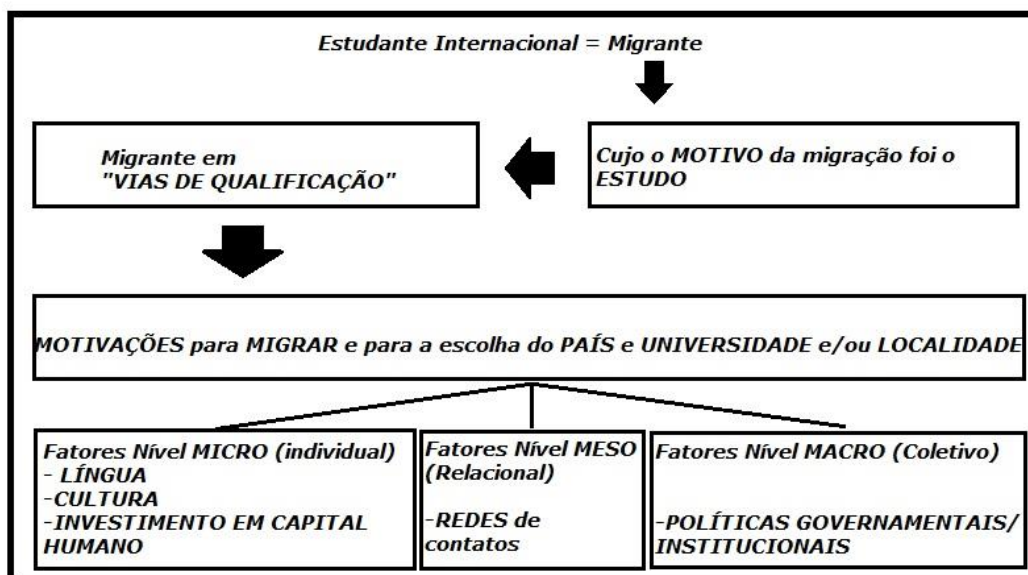 Estudante Internacional = Migrante
Migrante em
"VIAS DE QUALIFICAÇÃO"
Cujo o MOTIVO da migração foi o
ESTUDO
MOTIVAÇÕES para MIGRAR e para a escolha do PAÍS e UNIVERSIDADE e/ou LOCALIDADE
Fatores Nível MICRO (individual)
- LÍNGUA
-CULTURA
-INVESTIMENTO EM CAPITAL
HUMANO
Fatores Nível MESO
(Relacional)
-REDES de
contatos
Fatores Nível MACRO (Coletivo)
-POLÍTICAS GOVERNAMENTAIS/
INSTITUCIONAIS